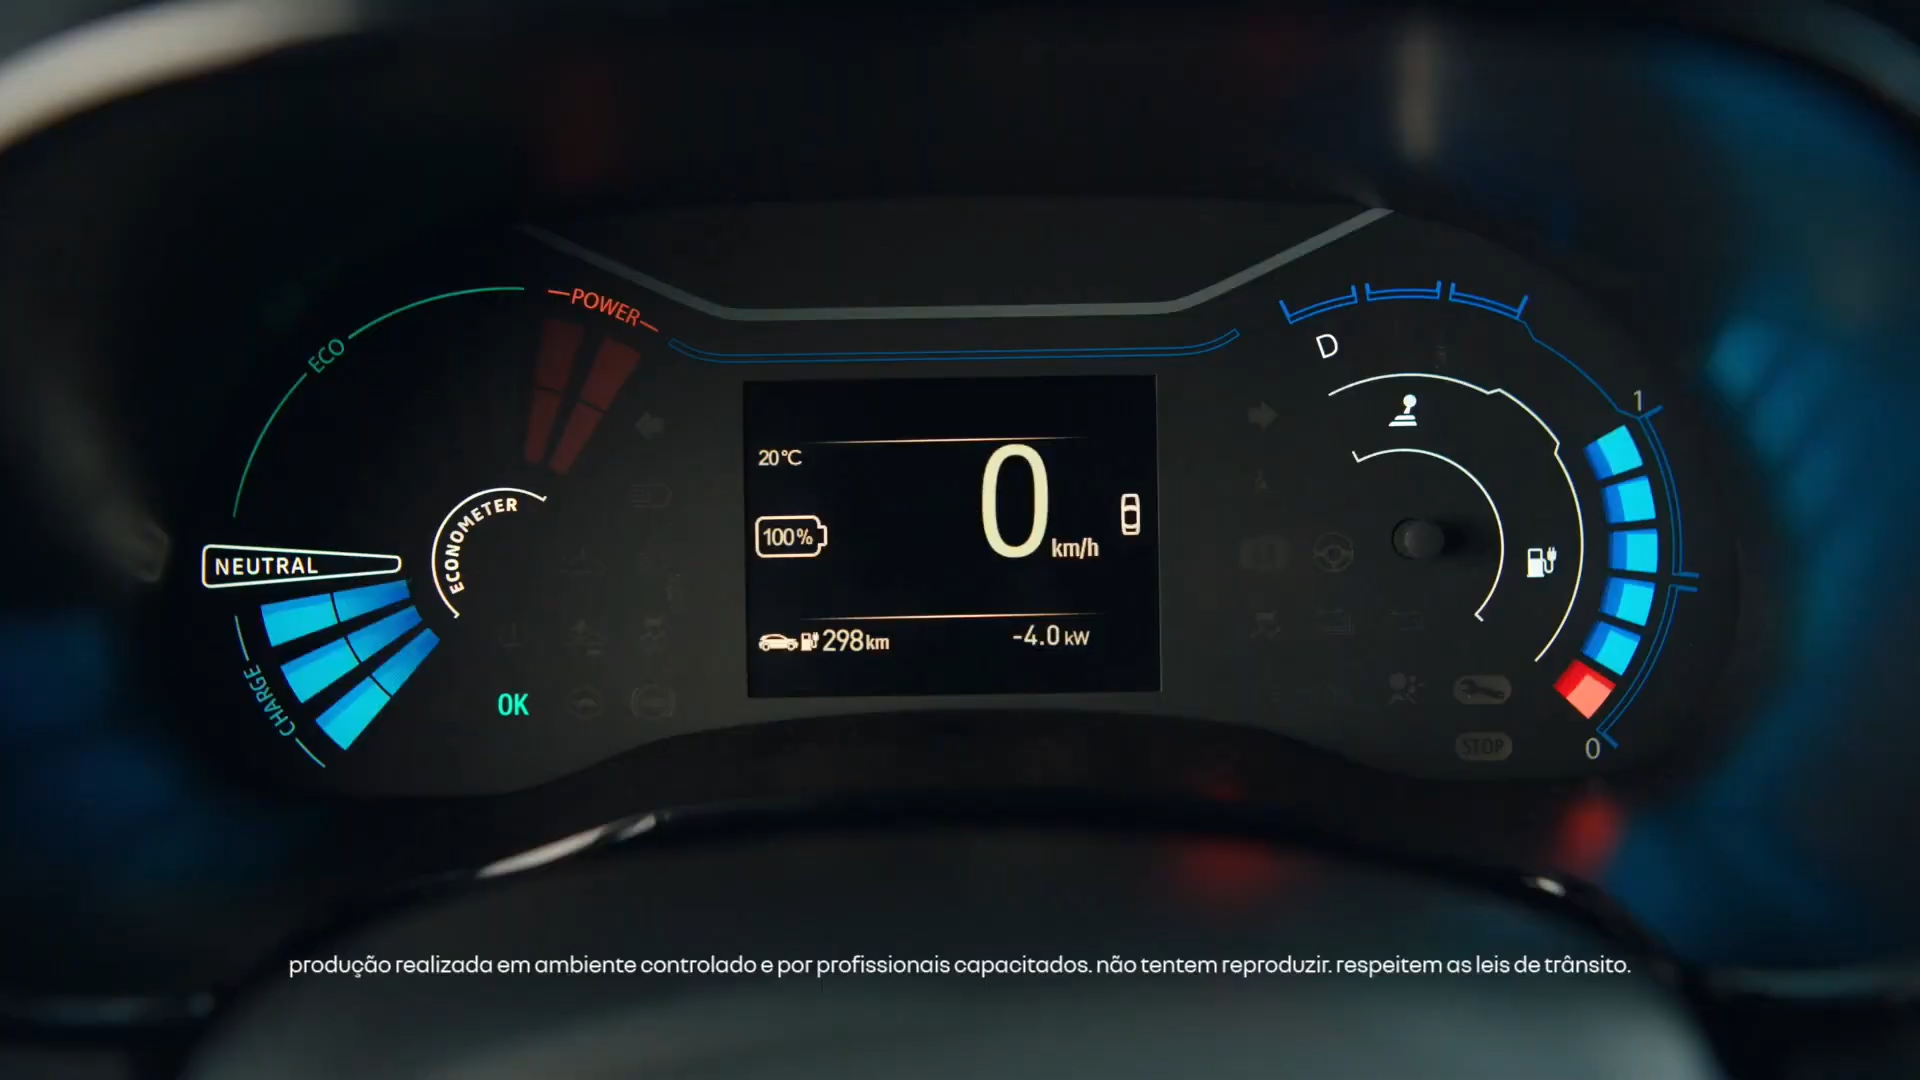 POWER
ECO
D
1
20°C
0
km/h
ECONOMETER
100%
NEUTRAL
298km
-4.0 kW
CHARGE
OK
STOP
0
produção realizada em ambiente controlado e por profissionais capacitados. não tentem reproduzir. respeitem as leis de trânsito.